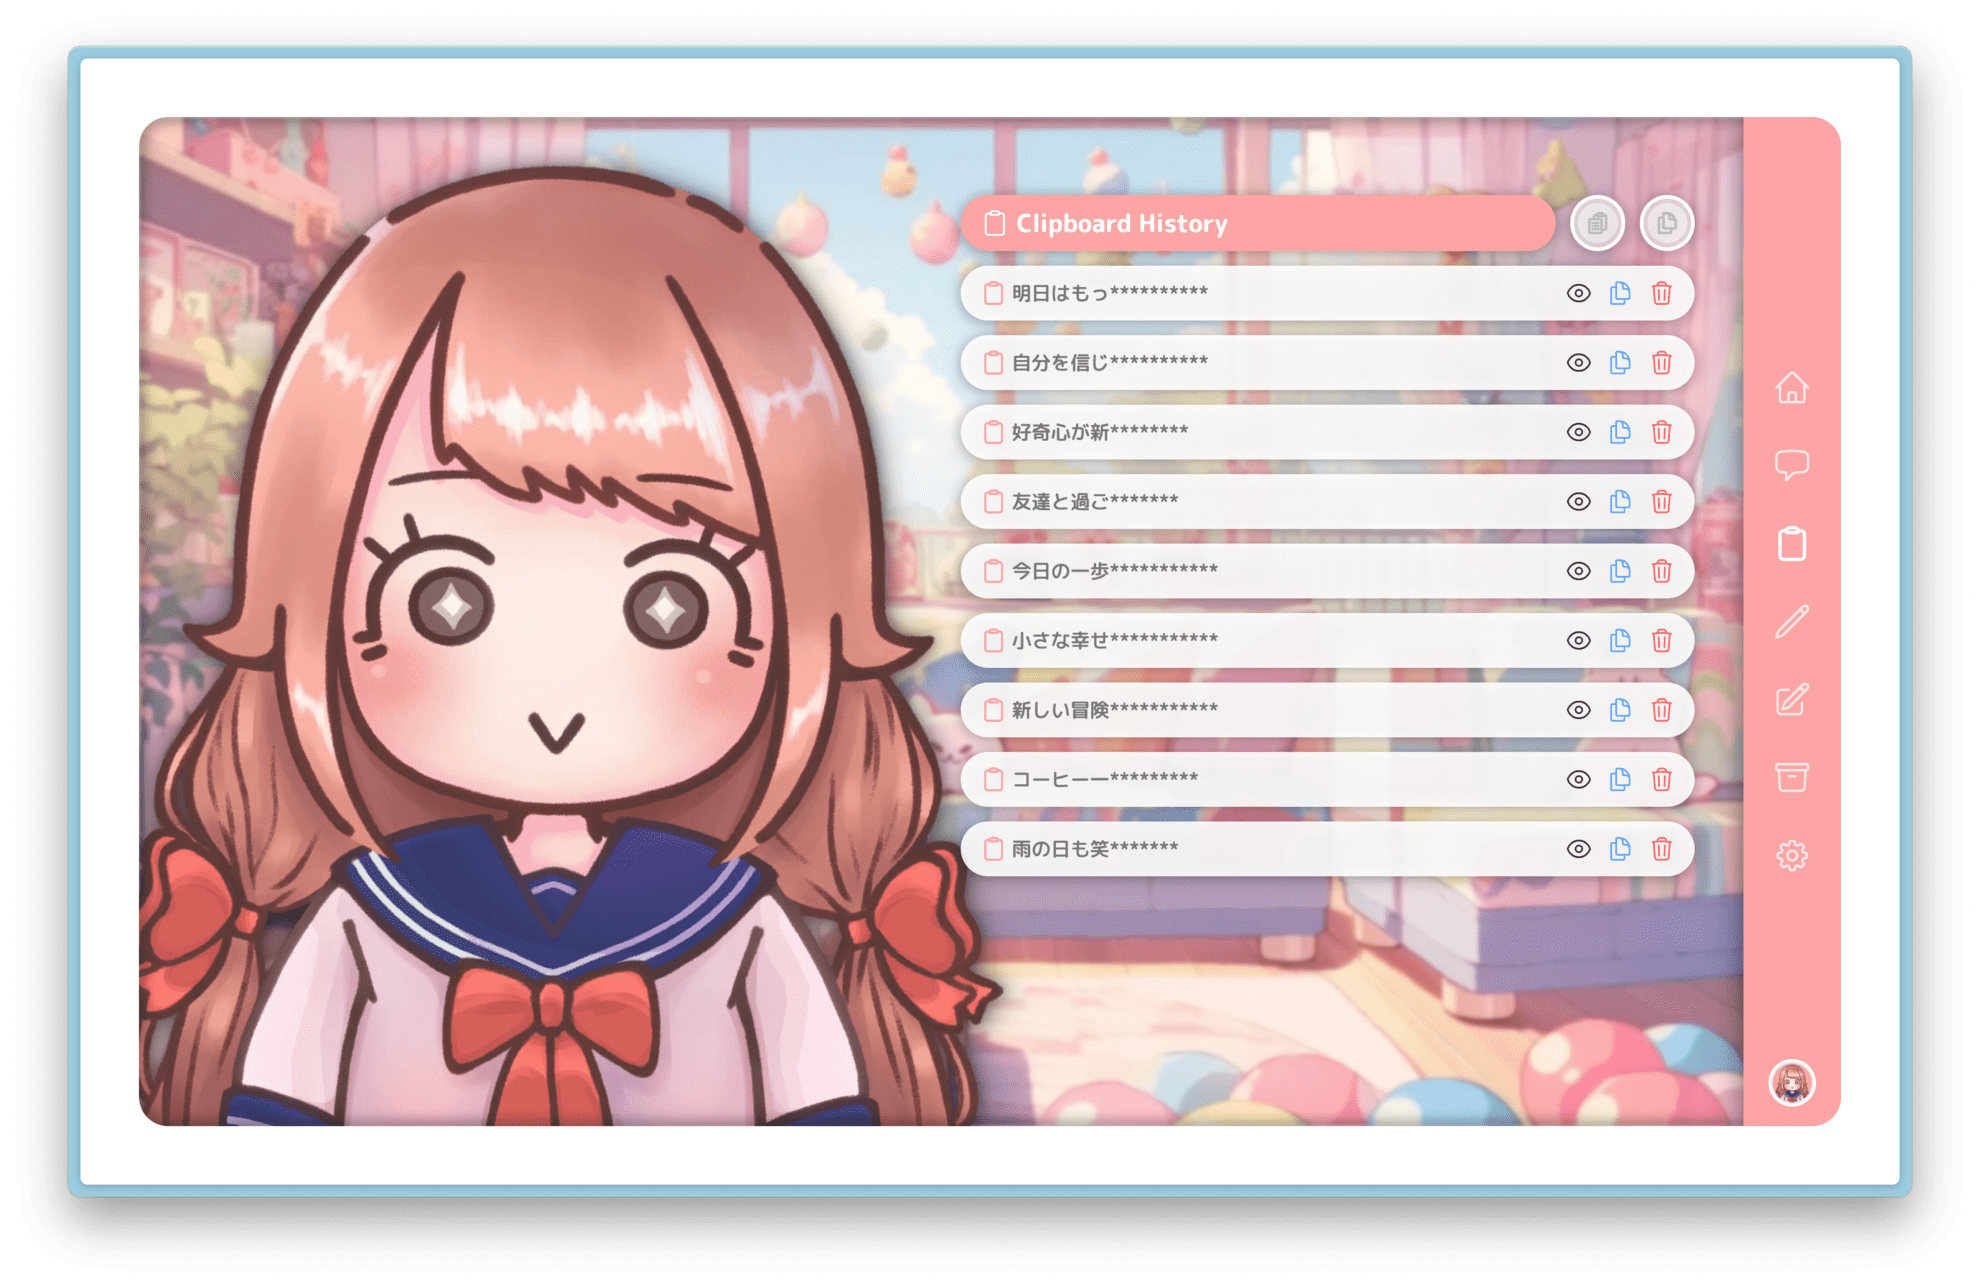 Clipboard History
明日はもっ**********
自分を信じ**********
好奇心が新********
友達と過ご*******
今日の一歩***********
小さな幸せ***********
新しい冒険***********
コーヒー一*********
雨の日も笑*******